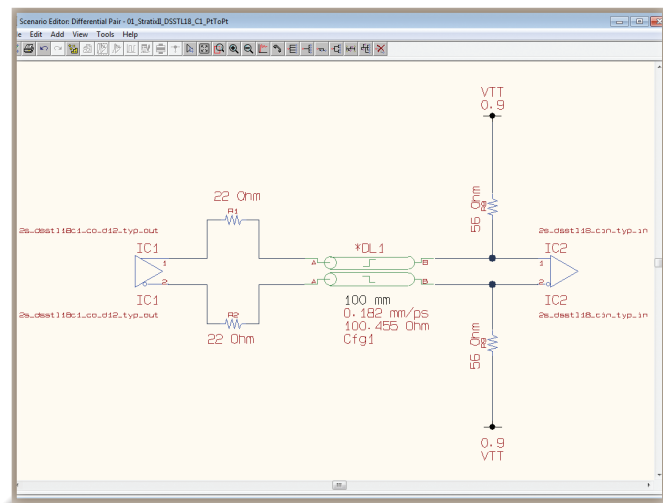 Scenario Editor: Differential Pair - 01_StratixII_DSSTL18_C1_PtToPt
le Edit Add View Tools Help
VTT
0.9
22 Ohm
R1
56 Ohm
2s_dsstl18c1_co_d12_typ_out
*DL1
2s_dsstl18_cin_typ_in
IC1
IC2
1
A
B
1
2
A
B
2
IC1
100 mm
IC2
2s_dsstl18c1_co_d12_typ_out
0.182 mm/ps
2s_dsstl18_cin_typ_in
R2
100.455 Ohm
22 Ohm
Cfg1
56 Ohm
0.9
VTT